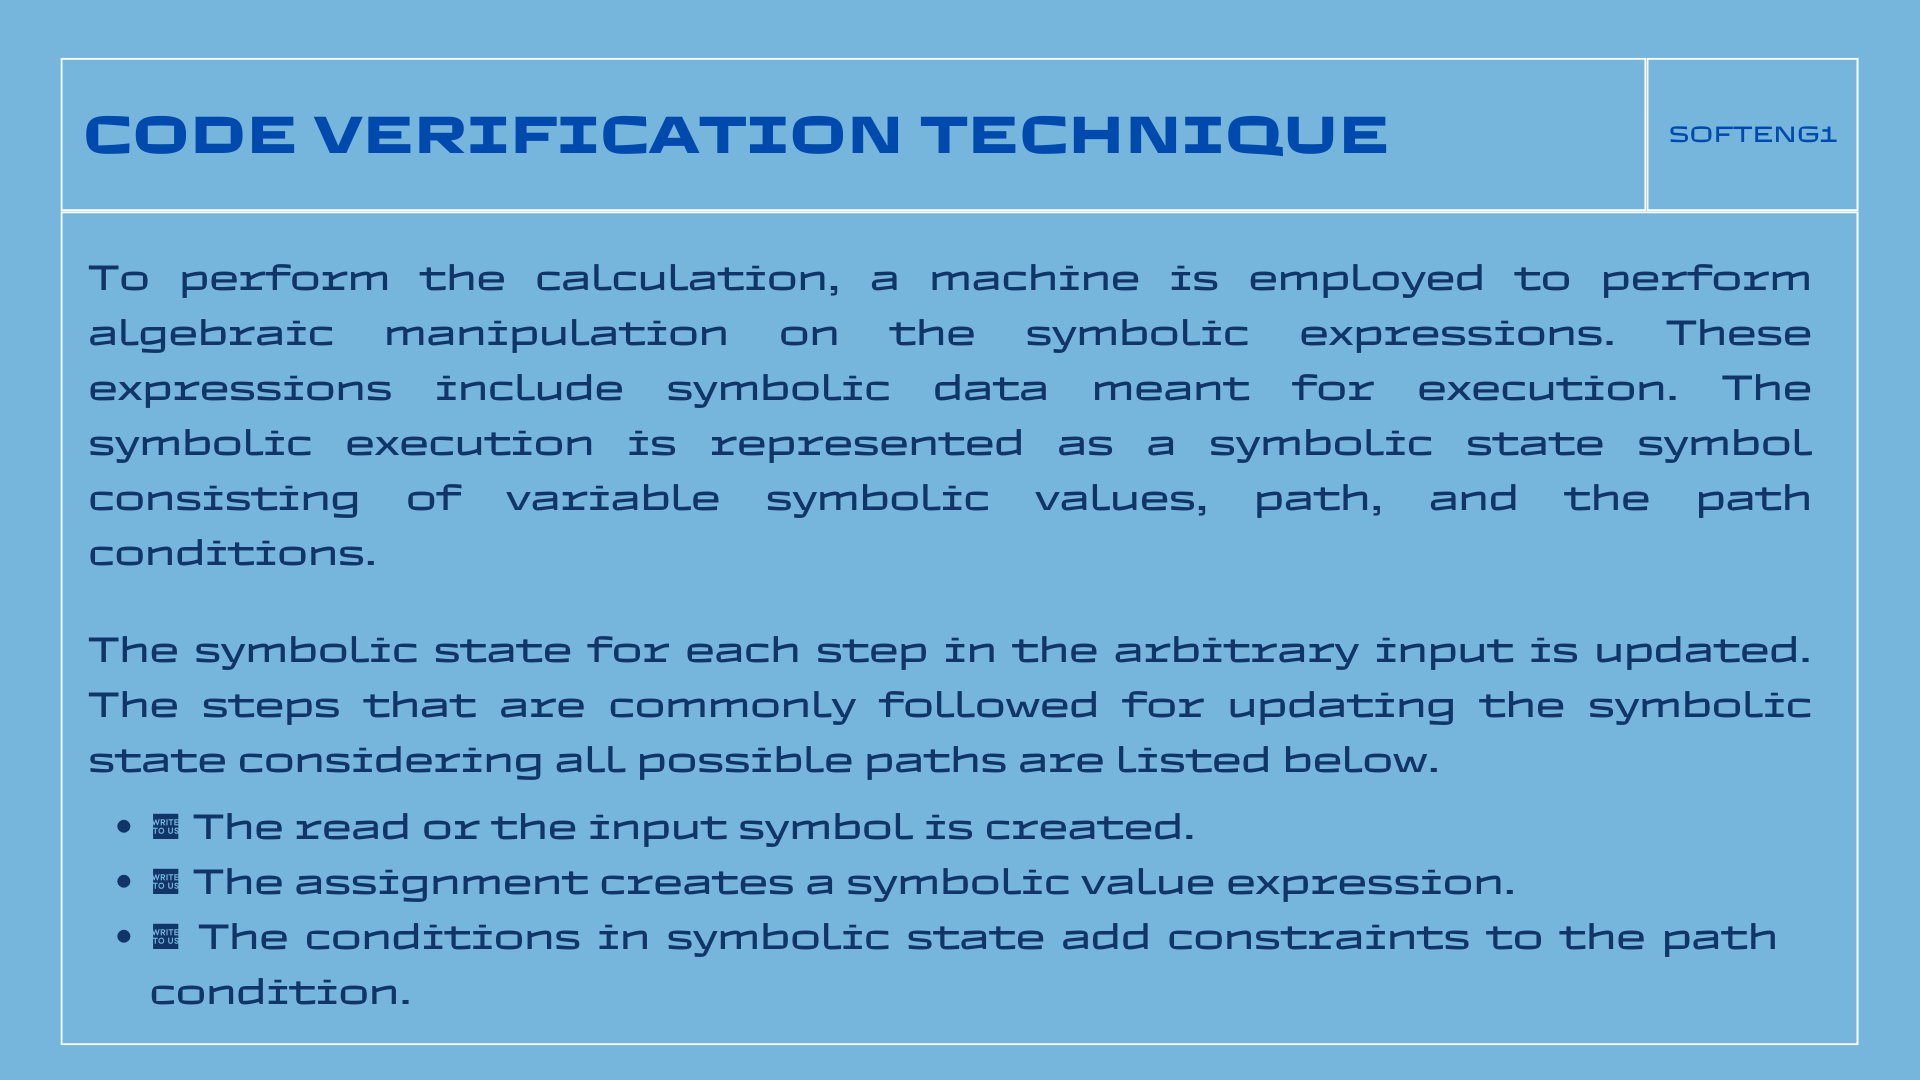 CODE VERIFICATION TECHNIQUE
SOFTENG1
To perform the calculation, a machine is employed to perform
algebraic manipulation on the symbolic expressions. These
expressions include symbolic data meant for execution. The
symbolic execution is represented as a symbolic state symbol
consisting of variable symbolic values, path, and the path
conditions.
The symbolic state for each step in the arbitrary input is updated.
The steps that are commonly followed for updating the symbolic
state considering all possible paths are listed below.
• WRITE TO US The read or the input symbol is created.
• WRITE TO US The assignment creates a symbolic value expression.
• WRITE TO US The conditions in symbolic state add constraints to the path
condition.